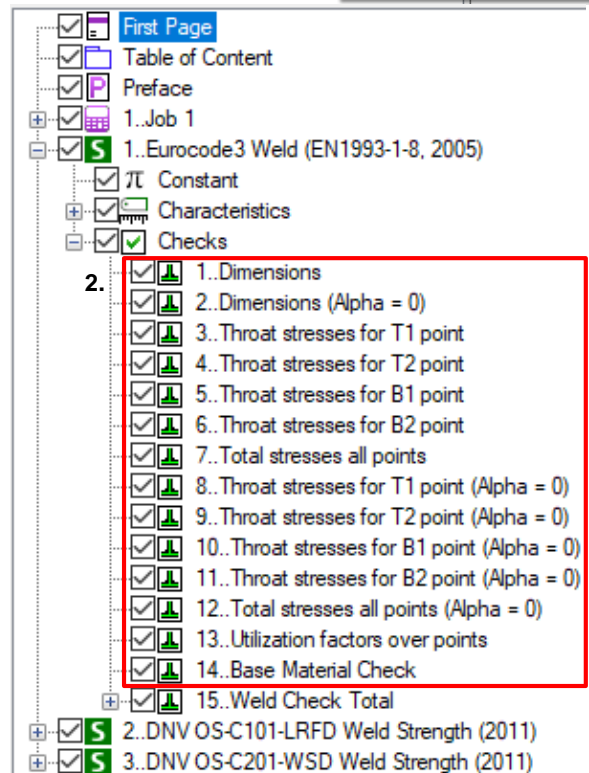 First Page
Table of Content
P Preface
1..Job 1
S 1..Eurocode3 Weld (EN1993-1-8, 2005)
π Constant
Characteristics
Checks
2.
1..Dimensions
2..Dimensions (Alpha = 0)
3..Throat stresses for T1 point
4..Throat stresses for T2 point
5..Throat stresses for B1 point
6..Throat stresses for B2 point
7..Total stresses all points
8..Throat stresses for T1 point (Alpha = 0)
9..Throat stresses for T2 point (Alpha = 0)
10..Throat stresses for B1 point (Alpha = 0)
11..Throat stresses for B2 point (Alpha = 0)
12..Total stresses all points (Alpha = 0)
13..Utilization factors over points
14..Base Material Check
15..Weld Check Total
S 2..DNV OS-C101-LRFD Weld Strength (2011)
S 3..DNV OS-C201-WSD Weld Strength (2011)